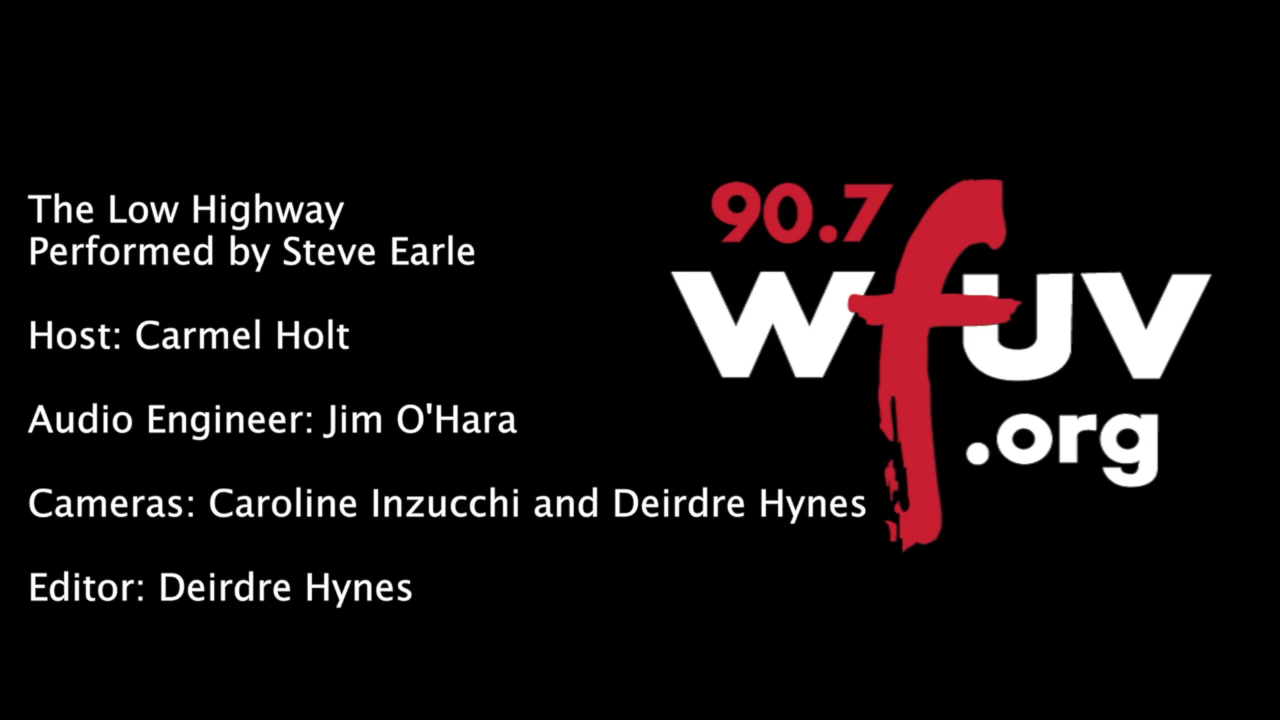 The Low Highway
Performed by Steve Earle
Host: Carmel Holt
Audio Engineer: Jim O'Hara
Cameras: Caroline Inzucchi and Deirdre Hynes
Editor: Deirdre Hynes
90.7
wfuv
.org